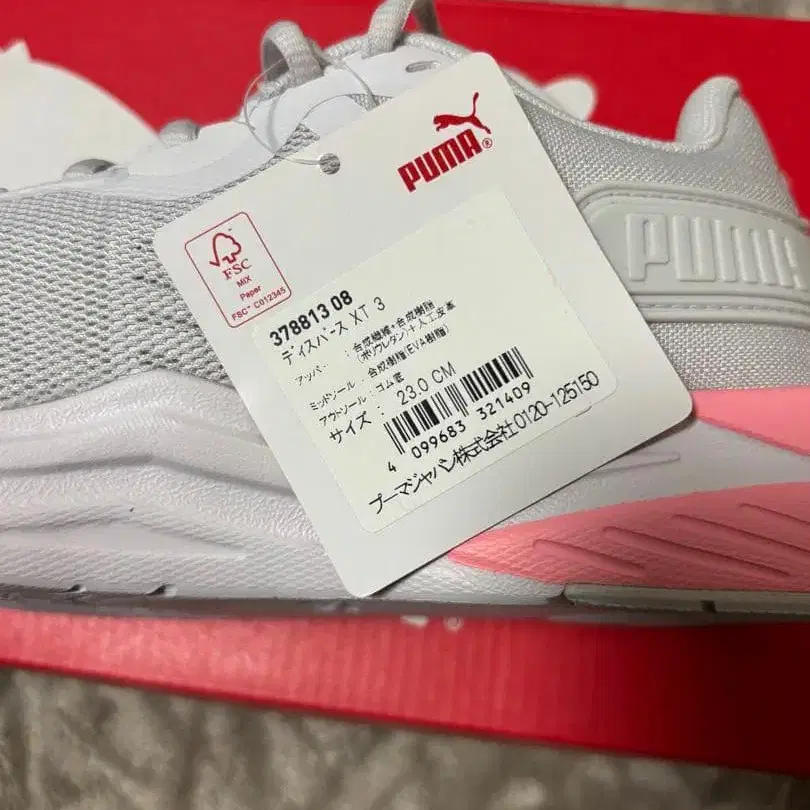 PUMA®
PUMA
FSC
MIX
Paper
FSC™ C012345
378813 08
ディスパース XT 3
アッパー : 合成繊維+合成樹脂
(ポリウレタン)+人工皮革
ミッドソール : 合成樹脂(EVA樹脂)
アウトソール : ゴム底
サイズ : 23.0 CM
4 099683 321409
プーマジャパン株式会社 0120-125150